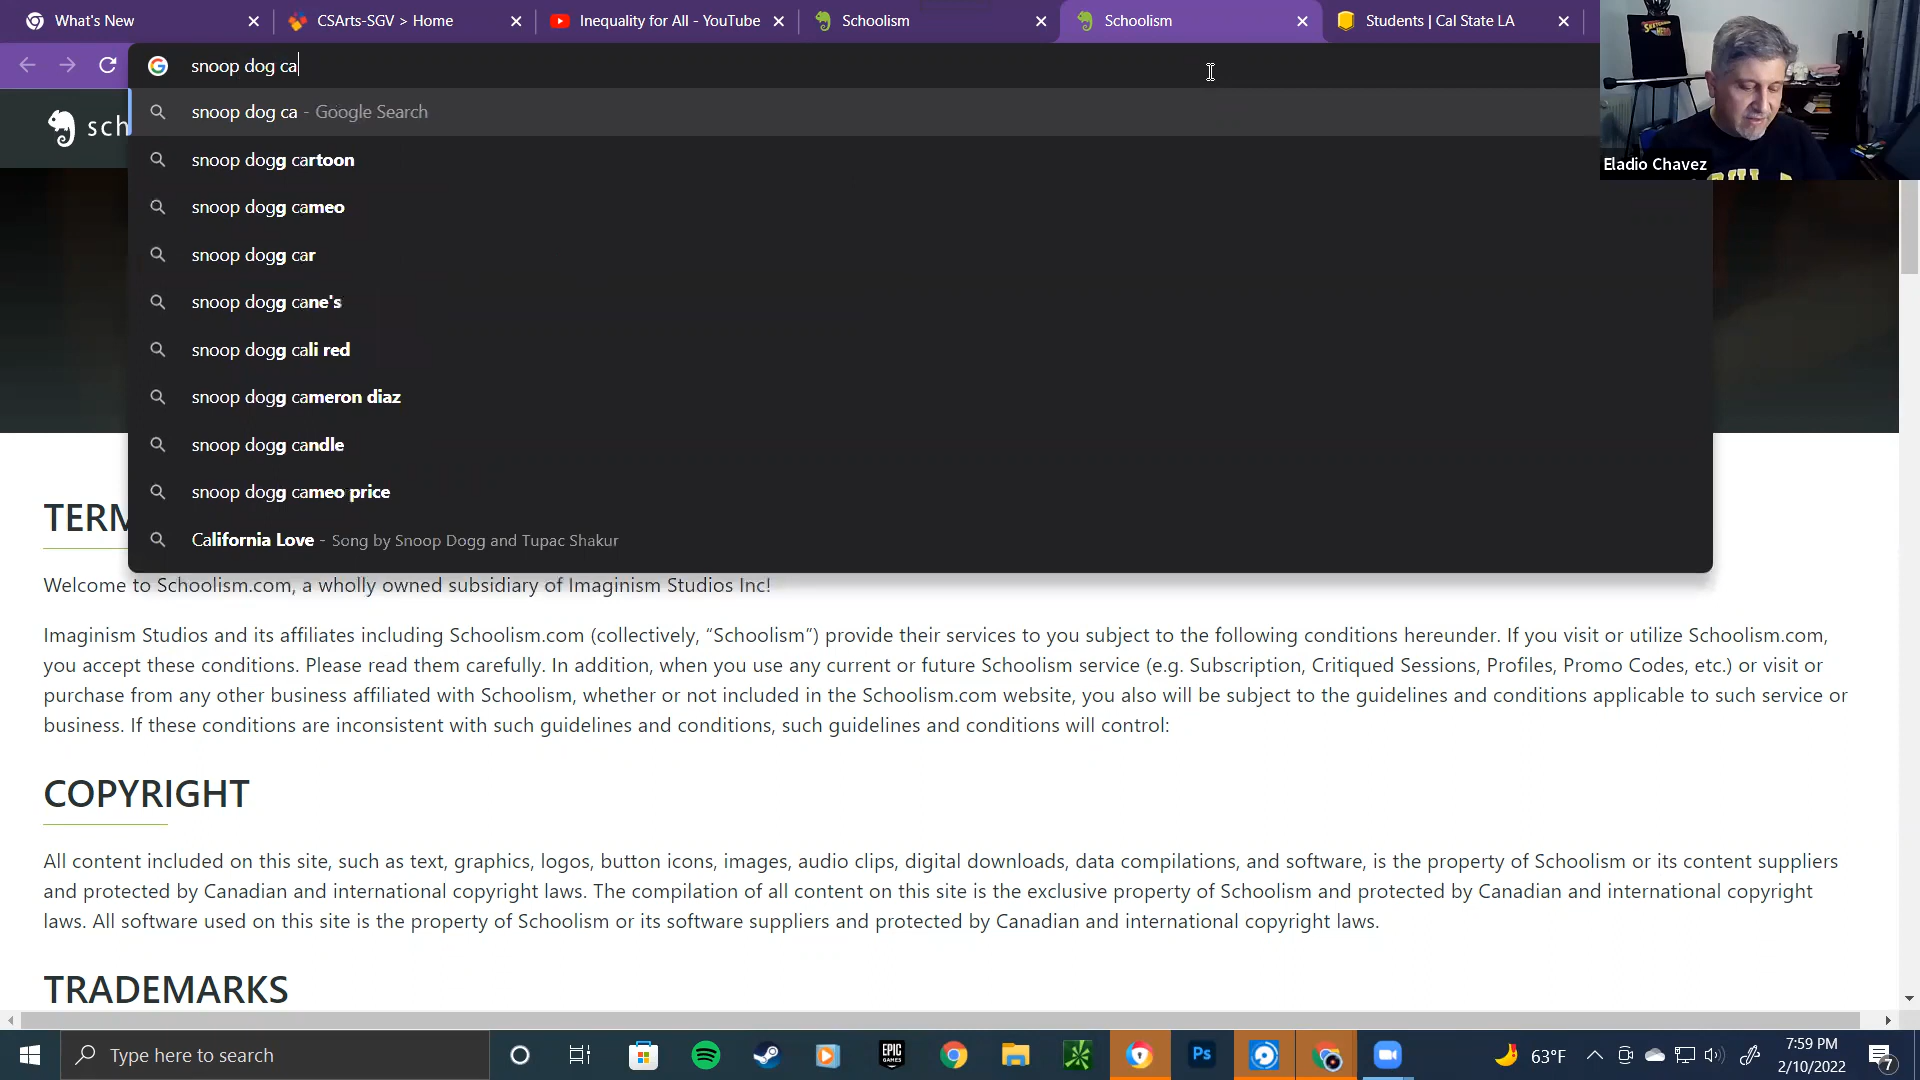 What's New
CSArts-SGV > Home
Inequality for All - YouTube
Schoolism
Schoolism
Students | Cal State LA
snoop dog ca
snoop dog ca - Google Search
snoop dogg cartoon
snoop dogg cameo
snoop dogg car
snoop dogg cane's
snoop dogg cali red
snoop dogg cameron diaz
snoop dogg candle
snoop dogg cameo price
California Love - Song by Snoop Dogg and Tupac Shakur
Eladio Chavez
sch
TERM
Welcome to Schoolism.com, a wholly owned subsidiary of Imaginism Studios Inc!
Imaginism Studios and its affiliates including Schoolism.com (collectively, “Schoolism”) provide their services to you subject to the following conditions hereunder. If you visit or utilize Schoolism.com,
you accept these conditions. Please read them carefully. In addition, when you use any current or future Schoolism service (e.g. Subscription, Critiqued Sessions, Profiles, Promo Codes, etc.) or visit or
purchase from any other business affiliated with Schoolism, whether or not included in the Schoolism.com website, you also will be subject to the guidelines and conditions applicable to such service or
business. If these conditions are inconsistent with such guidelines and conditions, such guidelines and conditions will control:
COPYRIGHT
All content included on this site, such as text, graphics, logos, button icons, images, audio clips, digital downloads, data compilations, and software, is the property of Schoolism or its content suppliers
and protected by Canadian and international copyright laws. The compilation of all content on this site is the exclusive property of Schoolism and protected by Canadian and international copyright
laws. All software used on this site is the property of Schoolism or its software suppliers and protected by Canadian and international copyright laws.
TRADEMARKS
Type here to search
EPIC
GAMES
Ps
63°F
7:59 PM
2/10/2022
7